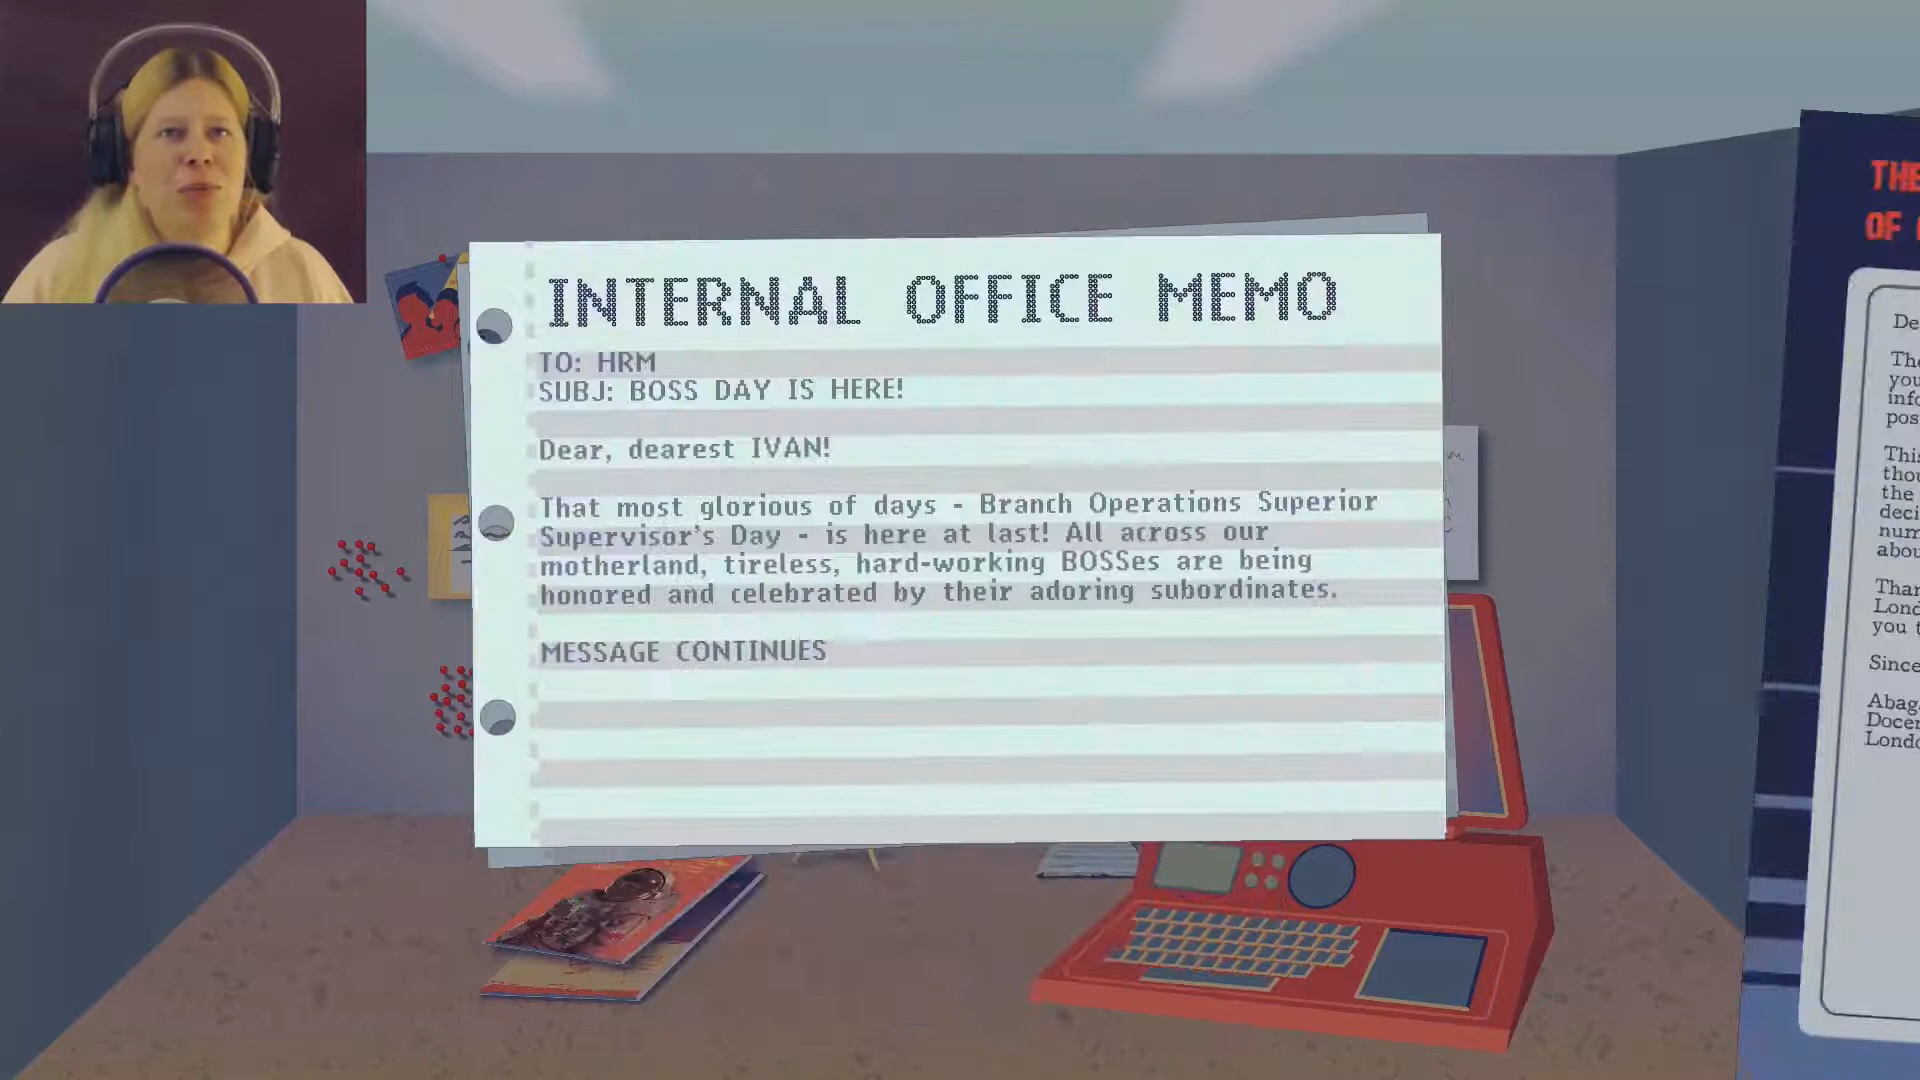 INTERNAL OFFICE MEMO
TO: HRM
SUBJ: BOSS DAY IS HERE!
Dear, dearest IVAN!
That most glorious of days - Branch Operations Superior
Supervisor's Day - is here at last! All across our
motherland, tireless, hard-working BOSSes are being
honored and celebrated by their adoring subordinates.
MESSAGE CONTINUES
THE
OF